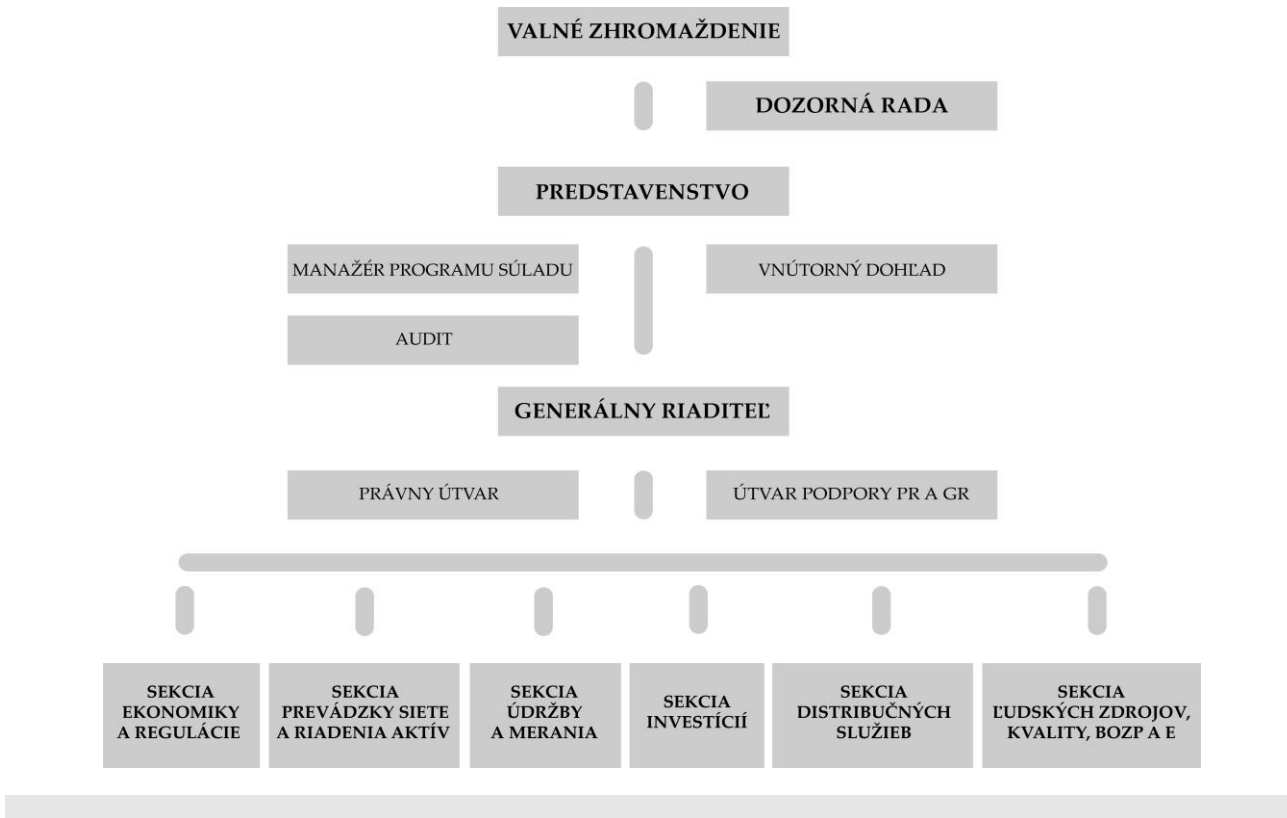 VALNÉ ZHROMAŽDENIE
DOZORNÁ RADA
PREDSTAVENSTVO
MANAŽÉR PROGRAMU SÚLADU
VNÚTORNÝ DOHĽAD
AUDIT
GENERÁLNY RIADITEĽ
PRÁVNY ÚTVAR
ÚTVAR PODPORY PR A GR
SEKCIA
EKONOMIKY
A REGULÁCIE
SEKCIA
PREVÁDZKY SIETE
A RIADENIA AKTÍV
SEKCIA
ÚDRŽBY
A MERANIA
SEKCIA
INVESTÍCIÍ
SEKCIA
DISTRIBUČNÝCH
SLUŽIEB
SEKCIA
ĽUDSKÝCH ZDROJOV,
KVALITY, BOZP A E